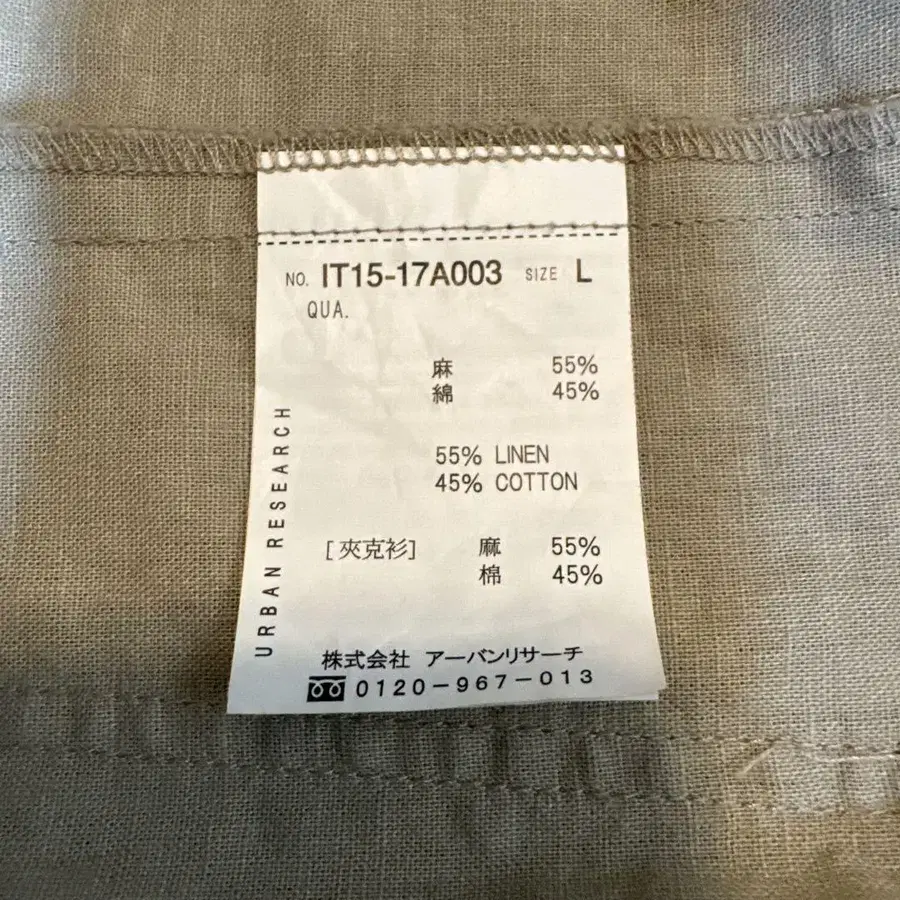 NO. IT15-17A003 SIZE L
QUA.
麻 55%
綿 45%
55% LINEN
45% COTTON
[夾克衫] 麻 55%
棉 45%
URBAN RESEARCH
株式会社 アーバンリサーチ
0120-967-013